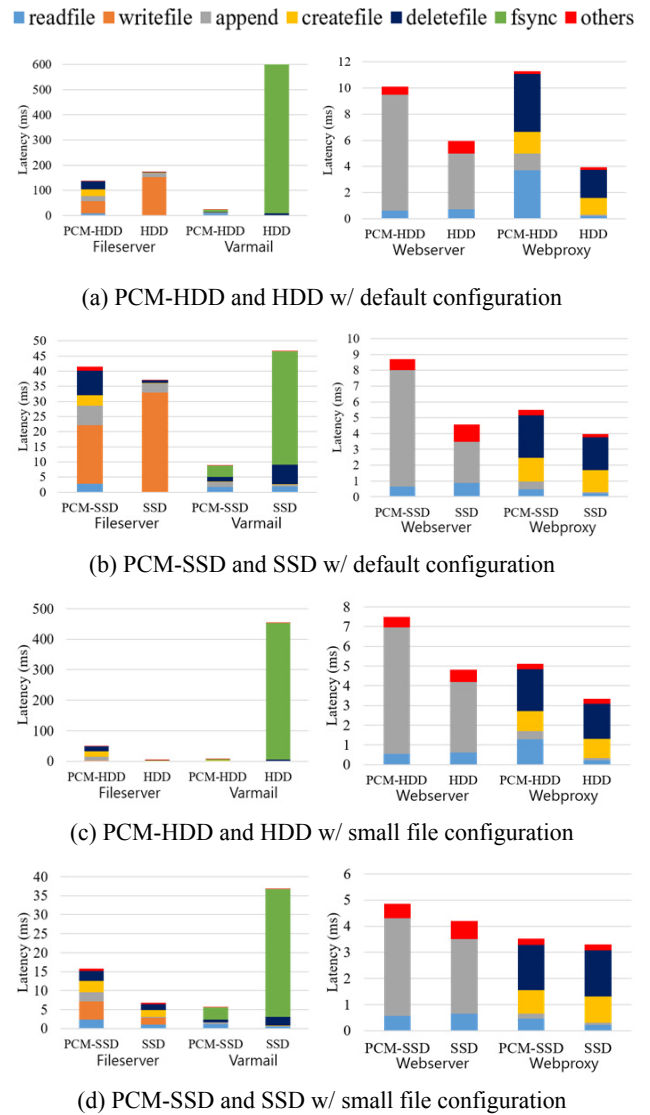 readfile writefile append createfile deletefile fsync others
Latency (ms)
600
500
400
300
200
100
0
PCM-HDD HDD PCM-HDD HDD
Fileserver Varmail
Latency (ms)
12
10
8
6
4
2
0
PCM-HDD HDD PCM-HDD HDD
Webserver Webproxy
(a) PCM-HDD and HDD w/ default configuration
Latency (ms)
50
45
40
35
30
25
20
15
10
5
0
PCM-SSD SSD PCM-SSD SSD
Fileserver Varmail
Latency (ms)
10
9
8
7
6
5
4
3
2
1
0
PCM-SSD SSD PCM-SSD SSD
Webserver Webproxy
(b) PCM-SSD and SSD w/ default configuration
Latency (ms)
500
400
300
200
100
0
PCM-HDD HDD PCM-HDD HDD
Fileserver Varmail
Latency (ms)
8
7
6
5
4
3
2
1
0
PCM-HDD HDD PCM-HDD HDD
Webserver Webproxy
(c) PCM-HDD and HDD w/ small file configuration
Latency (ms)
40
35
30
25
20
15
10
5
0
PCM-SSD SSD PCM-SSD SSD
Fileserver Varmail
Latency (ms)
6
5
4
3
2
1
0
PCM-SSD SSD PCM-SSD SSD
Webserver Webproxy
(d) PCM-SSD and SSD w/ small file configuration